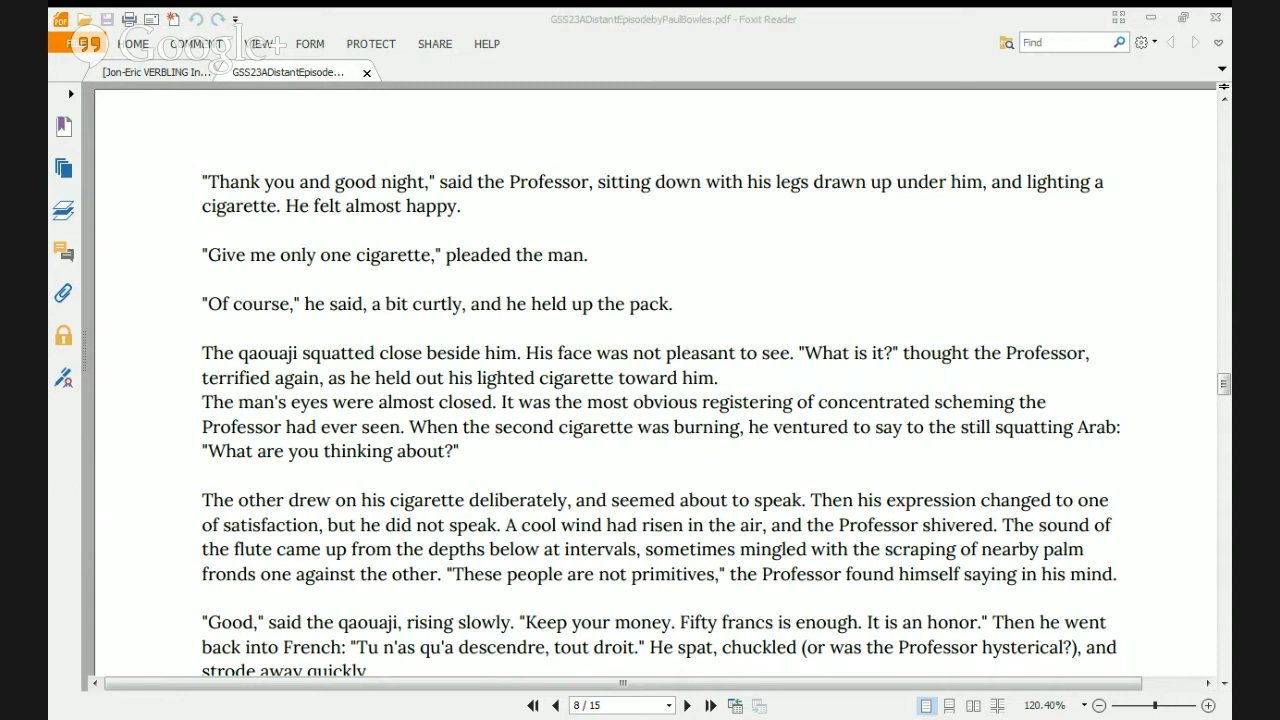 GSS23ADistantEpisodebyPaulBowles.pdf - Foxit Reader
HOME COMMENT VIEW FORM PROTECT SHARE HELP
Google+
Find
[Jon-Eric VERBLING In... GSS23ADistantEpisode...
"Thank you and good night," said the Professor, sitting down with his legs drawn up under him, and lighting a
cigarette. He felt almost happy.
"Give me only one cigarette," pleaded the man.
"Of course," he said, a bit curtly, and he held up the pack.
The qaouaji squatted close beside him. His face was not pleasant to see. "What is it?" thought the Professor,
terrified again, as he held out his lighted cigarette toward him.
The man's eyes were almost closed. It was the most obvious registering of concentrated scheming the
Professor had ever seen. When the second cigarette was burning, he ventured to say to the still squatting Arab:
"What are you thinking about?"
The other drew on his cigarette deliberately, and seemed about to speak. Then his expression changed to one
of satisfaction, but he did not speak. A cool wind had risen in the air, and the Professor shivered. The sound of
the flute came up from the depths below at intervals, sometimes mingled with the scraping of nearby palm
fronds one against the other. "These people are not primitives," the Professor found himself saying in his mind.
"Good," said the qaouaji, rising slowly. "Keep your money. Fifty francs is enough. It is an honor." Then he went
back into French: "Tu n'as qu'a descendre, tout droit." He spat, chuckled (or was the Professor hysterical?), and
strode away quickly
8 / 15
120.40%